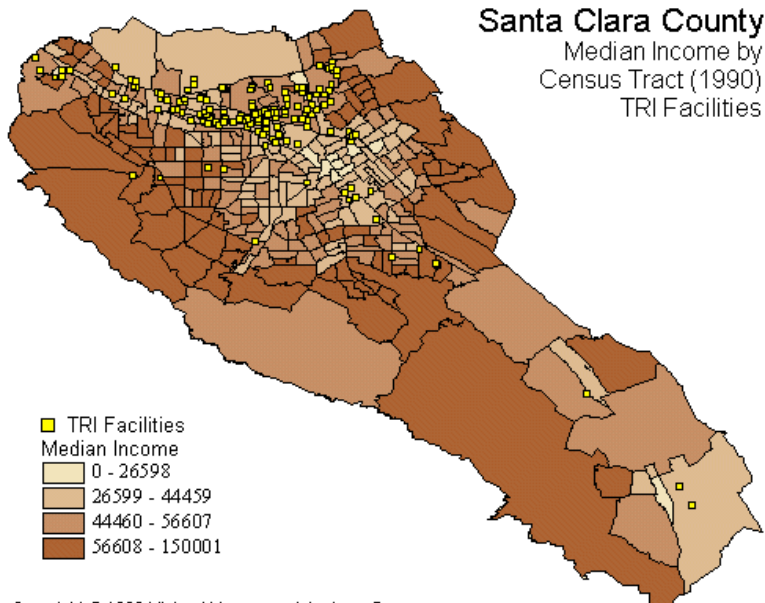 Santa Clara County
Median Income by
Census Tract (1990)
TRI Facilities
TRI Facilities
Median Income
0 - 26598
26599 - 44459
44460 - 56607
56608 - 150001